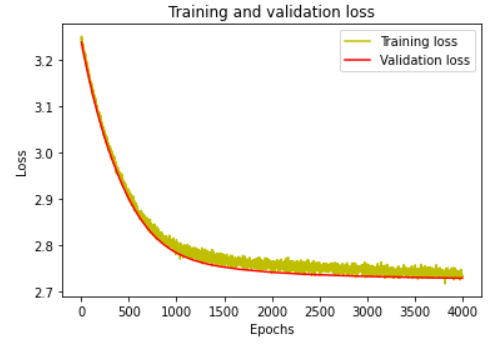 Training and validation loss
Training loss
Validation loss
3.2
3.1
3.0
2.9
2.8
2.7
Loss
0 500 1000 1500 2000 2500 3000 3500 4000
Epochs